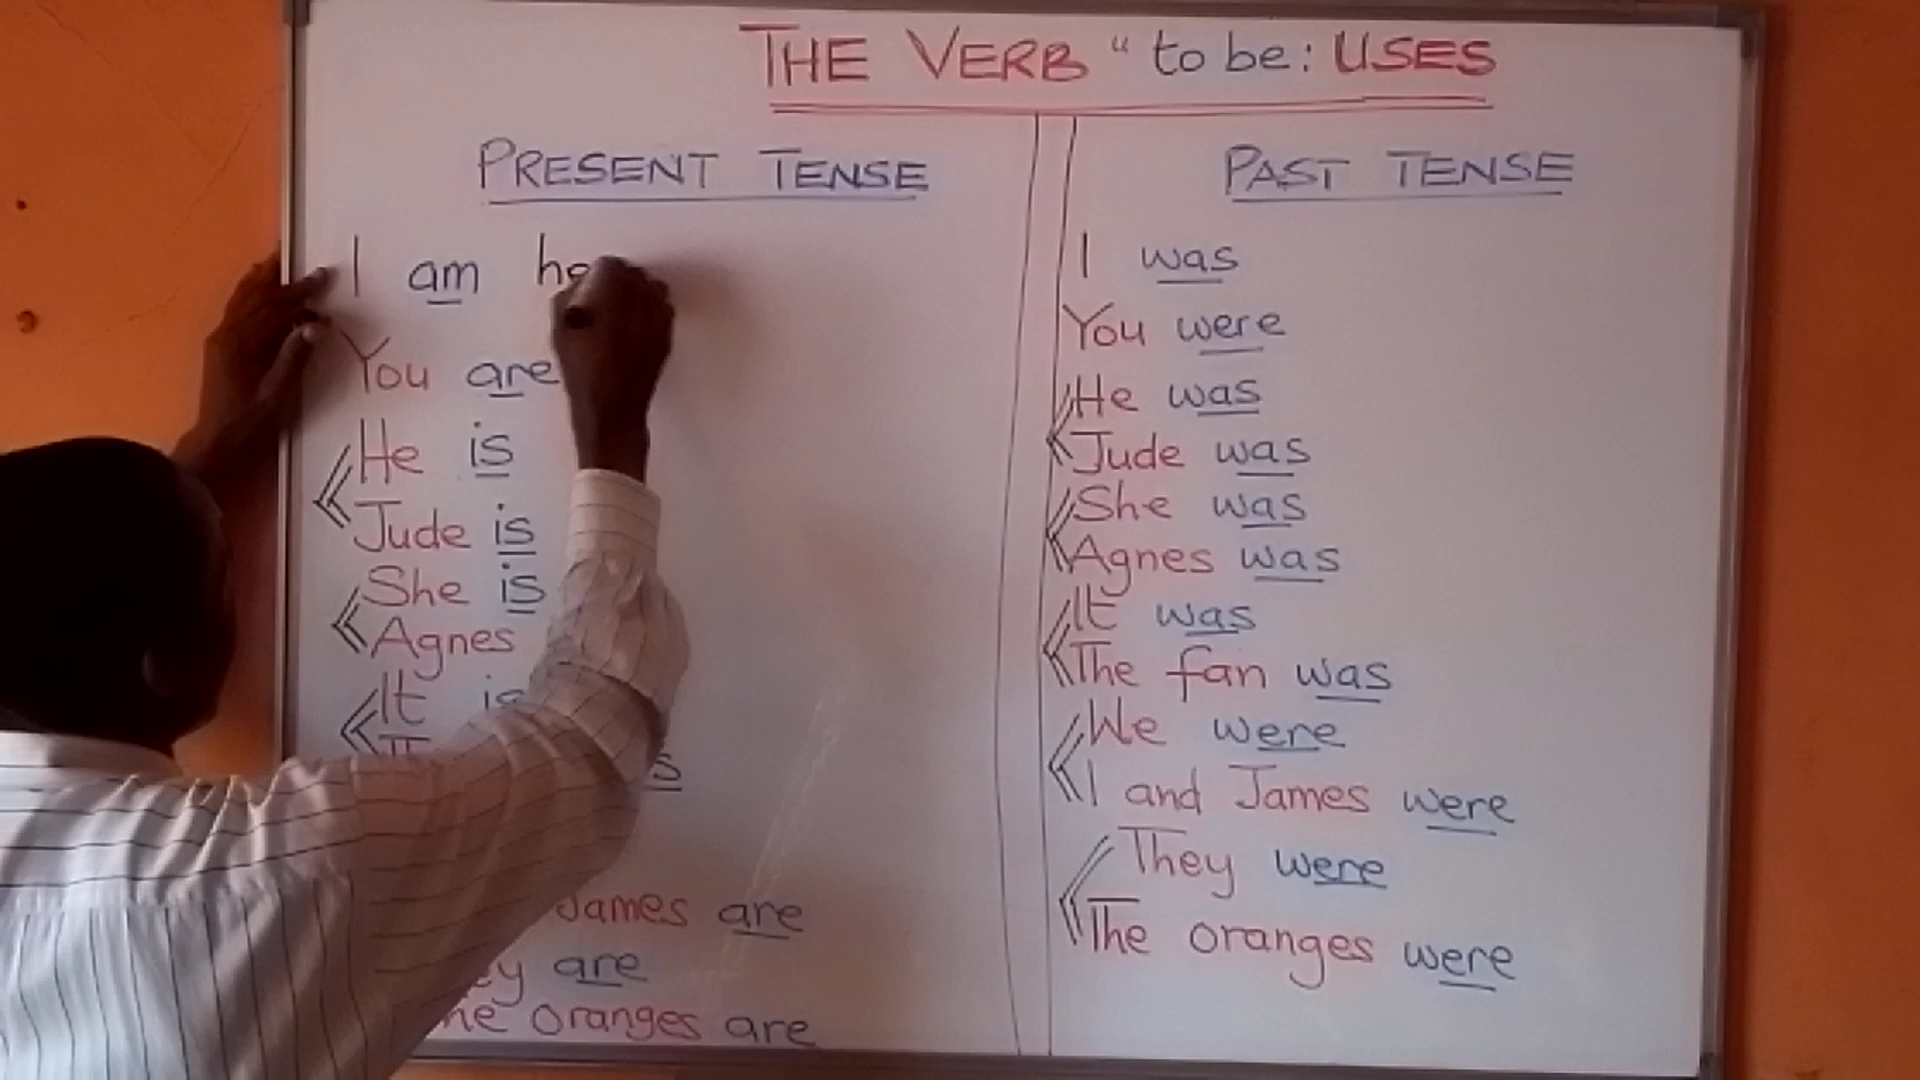 THE VERB “to be: USES
PRESENT TENSE
I am
You are
He is
Jude is
She is
Agnes
It is
James are
are
Oranges are
PAST TENSE
I was
You were
He was
Jude was
She was
Agnes was
It was
The fan was
We were
I and James were
They were
The oranges were